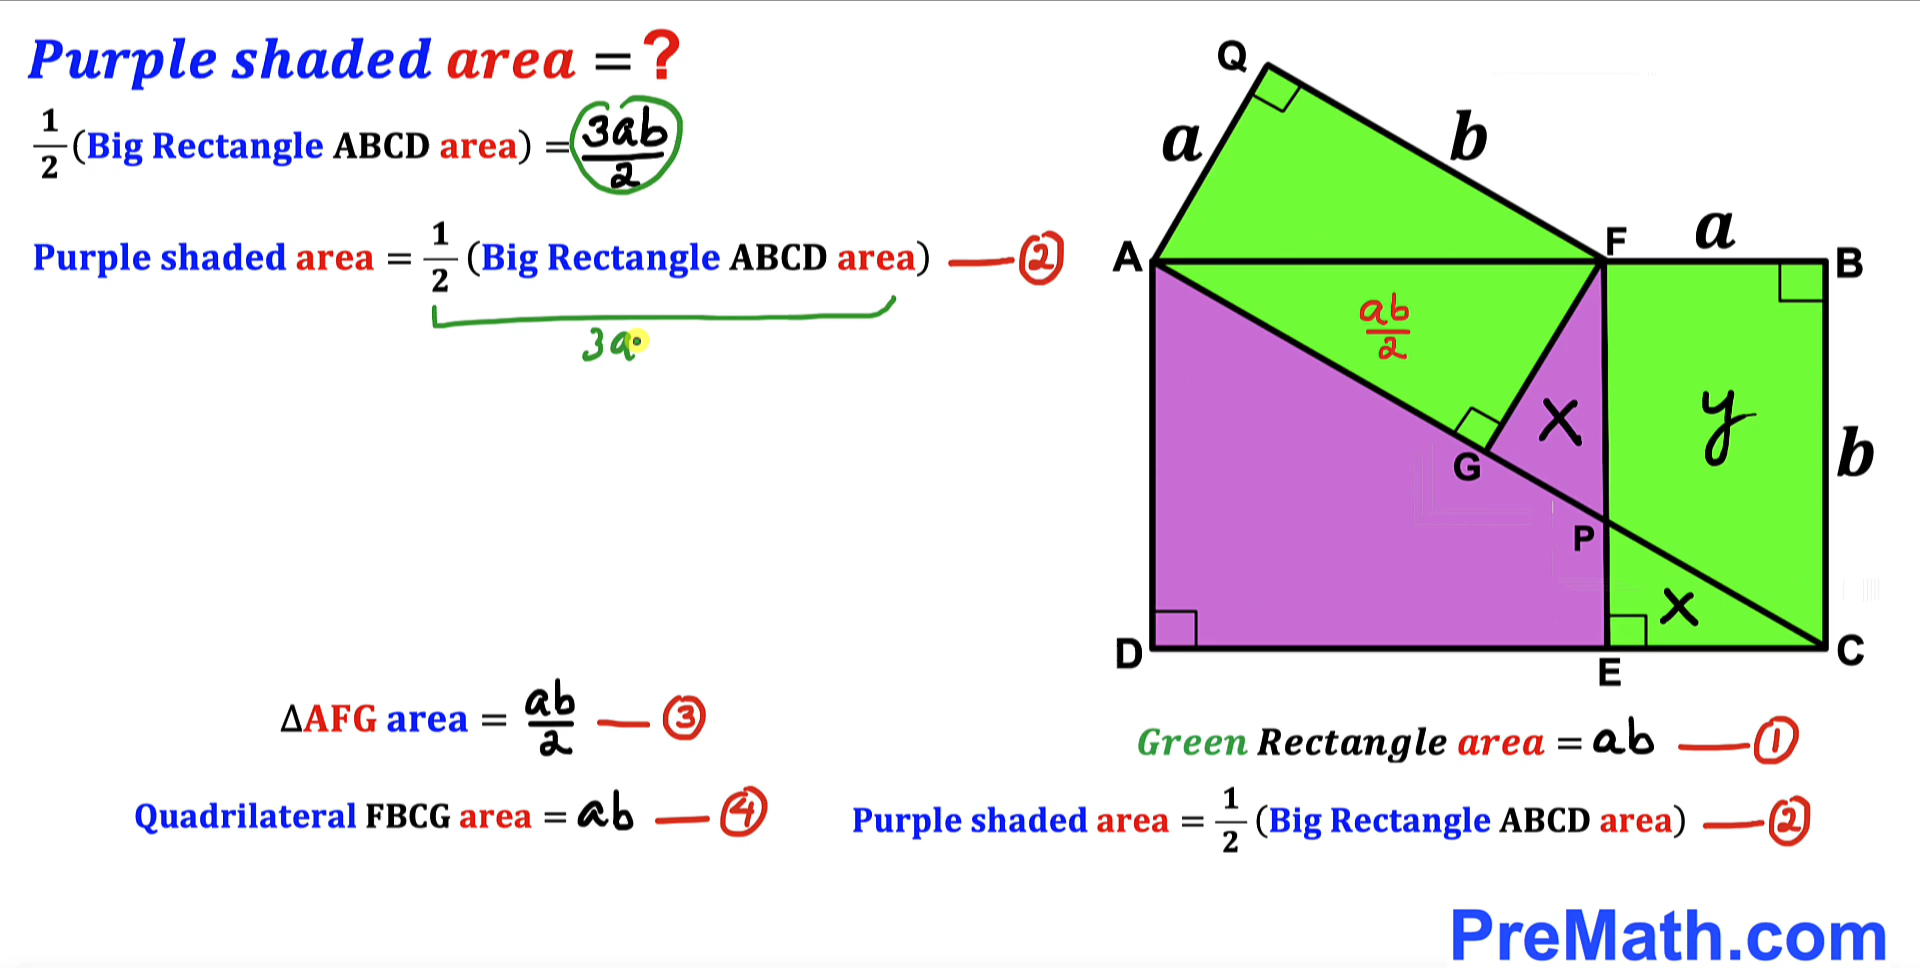 Purple shaded area = ?
1/2 (Big Rectangle ABCD area) = 3ab/2
Purple shaded area = 1/2 (Big Rectangle ABCD area) — ②
3a
Q
a
b
A
F
a
B
ab/2
x
y
b
G
P
x
D
E
C
ΔAFG area = ab/2 — ③
Green Rectangle area = ab — ①
Quadrilateral FBCG area = ab — ④
Purple shaded area = 1/2 (Big Rectangle ABCD area) — ②
PreMath.com